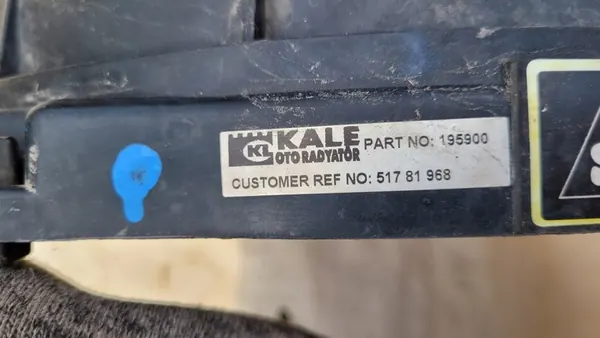 KALE
KL
OTO RADYATÖR
PART NO: 195900
CUSTOMER REF NO: 517 81 968